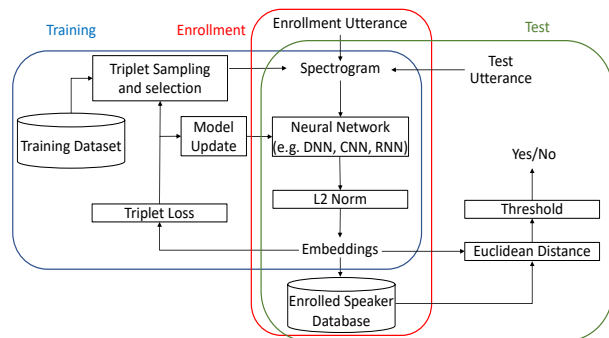 Enrollment Utterance
Training
Enrollment
Test
Triplet Sampling
and selection
Spectrogram
Test
Utterance
Training Dataset
Model
Update
Neural Network
(e.g. DNN, CNN, RNN)
Yes/No
L2 Norm
Triplet Loss
Threshold
Embeddings
Euclidean Distance
Enrolled Speaker
Database